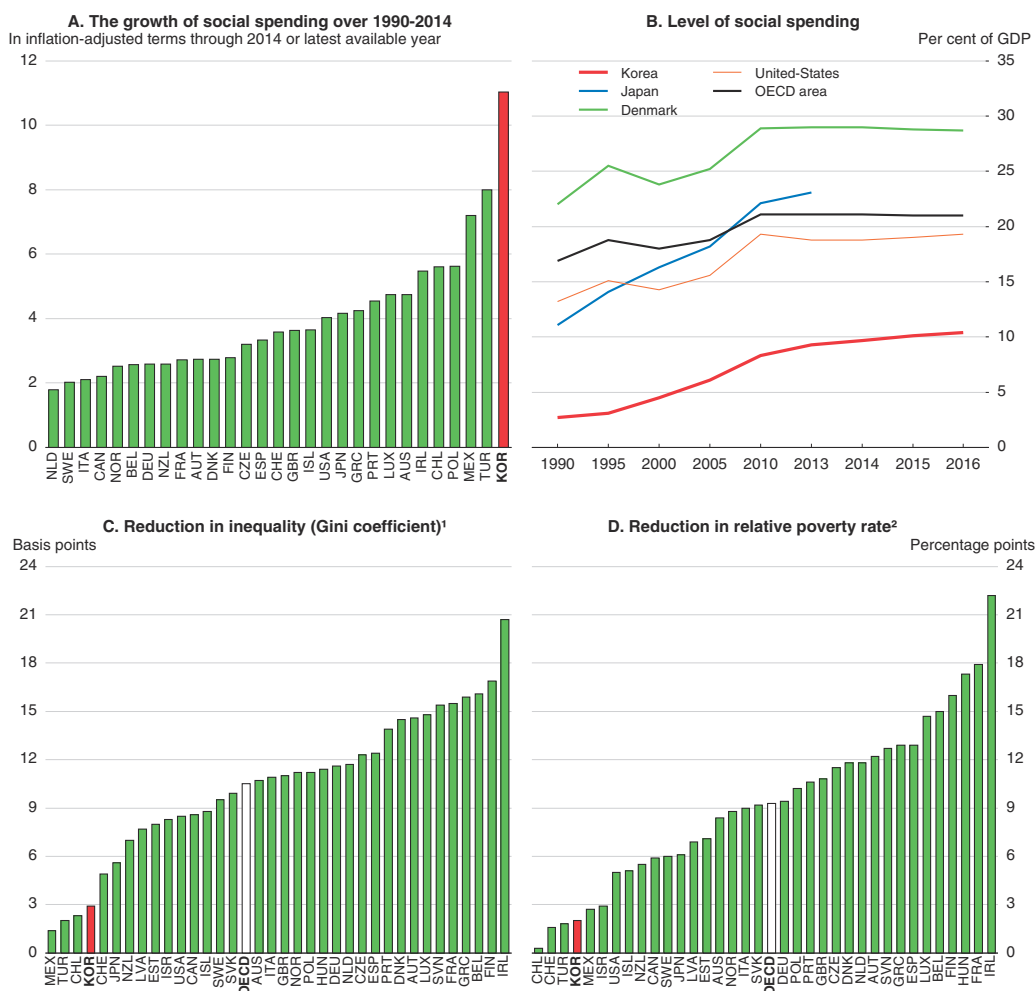 A. The growth of social spending over 1990-2014
In inflation-adjusted terms through 2014 or latest available year
12
10
8
6
4
2
0
NLD SWE ITA CAN NOR BEL DEU NZL FRA AUT DNK FIN CZE ESP CHE GBR ISL USA JPN GRC PRT LUX AUS IRL CHL POL MEX TUR KOR
B. Level of social spending
Per cent of GDP
Korea
Japan
Denmark
United-States
OECD area
35
30
25
20
15
10
5
0
1990 1995 2000 2005 2010 2013 2014 2015 2016
C. Reduction in inequality (Gini coefficient)¹
Basis points
24
21
18
15
12
9
6
3
0
MEX TUR CHL KOR CHE JPN NZL LVA EST ISR USA CAN ISL SWE SVK OECD AUS ITA GBR NOR POL HUN DEU NLD CZE ESP PRT DNK AUT LUX SVN FRA GRC BEL FIN IRL
D. Reduction in relative poverty rate²
Percentage points
24
21
18
15
12
9
6
3
0
CHL CHE TUR KOR MEX ISR USA ISL NZL CAN SWE JPN LVA EST AUS NOR ITA SVK OECD DEU POL PRT GBR CZE DNK NLD AUT SVN GRC ESP LUX BEL FIN HUN FRA IRL